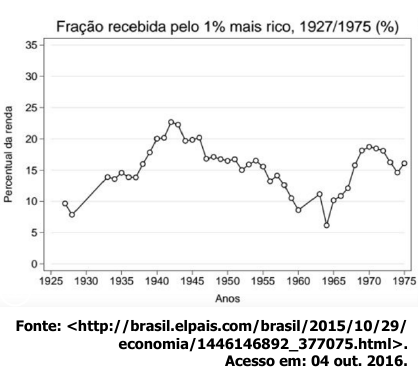 Fração recebida pelo 1% mais rico, 1927/1975 (%)
Percentual da renda
35
30
25
20
15
10
5
0
1925 1930 1935 1940 1945 1950 1955 1960 1965 1970 1975
Anos
Fonte: <http://brasil.elpais.com/brasil/2015/10/29/
economia/1446146892_377075.html>.
Acesso em: 04 out. 2016.